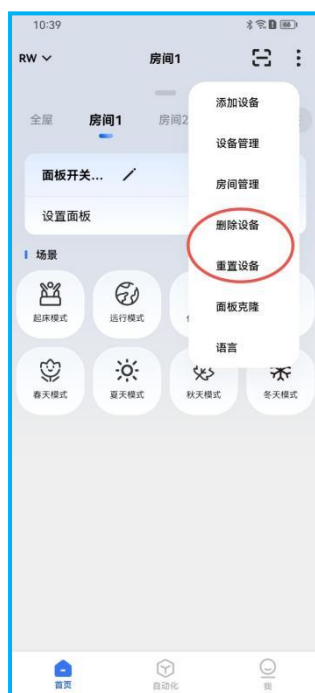 10:39
66
RW
房间1
添加设备
全屋
房间1
房间2
设备管理
面板开关...
房间管理
设置面板
删除设备
场景
重置设备
起床模式
运行模式
面板克隆
语言
春天模式
夏天模式
秋天模式
冬天模式
首页
自动化
我